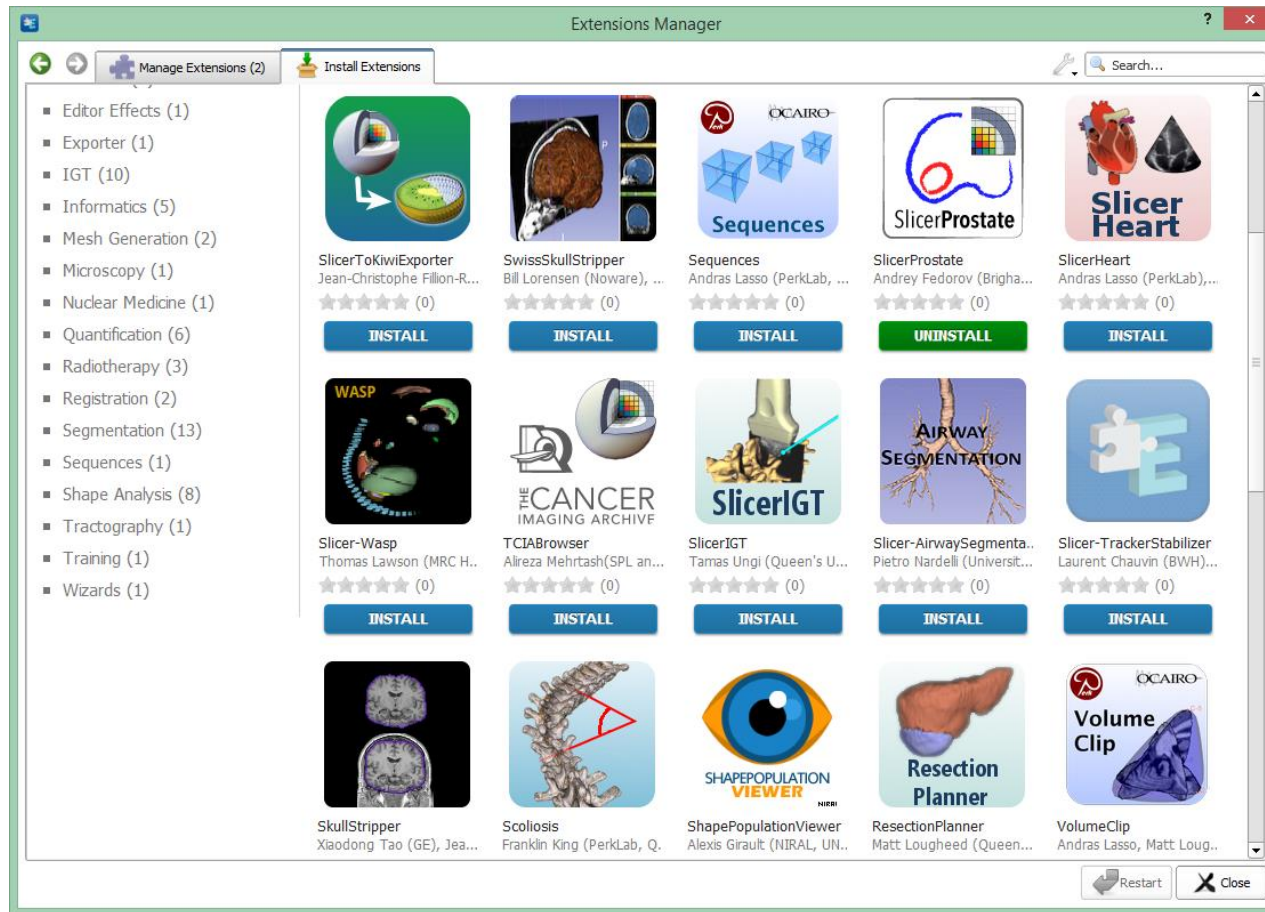 Extensions Manager
?
Manage Extensions (2)
Install Extensions
Search...
Editor Effects (1)
Exporter (1)
IGT (10)
Informatics (5)
Mesh Generation (2)
Microscopy (1)
Nuclear Medicine (1)
Quantification (6)
Radiotherapy (3)
Registration (2)
Segmentation (13)
Sequences (1)
Shape Analysis (8)
Tractography (1)
Training (1)
Wizards (1)
SlicerToKiwiExporter
Jean-Christophe Fillion-R...
(0)
INSTALL
P
SwissSkullStripper
Bill Lorensen (Noware), ...
(0)
INSTALL
Perk OCAIRO
Sequences
Sequences
Andras Lasso (PerkLab, ...
(0)
INSTALL
SlicerProstate
SlicerProstate
Andrey Fedorov (Brigha...
(0)
UNINSTALL
Slicer
Heart
SlicerHeart
Andras Lasso (PerkLab),...
(0)
INSTALL
WASP
Slicer-Wasp
Thomas Lawson (MRC H..
(0)
INSTALL
THE
CANCER
IMAGING ARCHIVE
TCIABrowser
Alireza Mehrtash(SPL an...
(0)
INSTALL
SlicerIGT
SlicerIGT
Tamas Ungi (Queen's U...
(0)
INSTALL
AIRWAY
SEGMENTATION
Slicer-AirwaySegmenta..
Pietro Nardelli (Universit...
(0)
INSTALL
Slicer-TrackerStabilizer
Laurent Chauvin (BWH)...
(0)
INSTALL
SkullStripper
Xiaodong Tao (GE), Jea...
Scoliosis
Franklin King (PerkLab, Q.
SHAPEPOPULATION
VIEWER
NIRAL
ShapePopulationViewer
Alexis Girault (NIRAL, UN..
Resection
Planner
ResectionPlanner
Matt Lougheed (Queen...
Perk OCAIRO
Volume
Clip
VolumeClip
Andras Lasso, Matt Loug..
Restart
Close